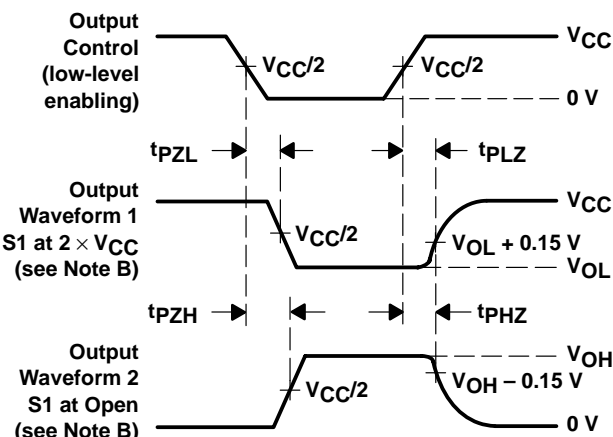 Output
Control
(low-level
enabling)
VCC/2
VCC/2
VCC
0 V
tPZL
tPLZ
Output
Waveform 1
S1 at 2 × VCC
(see Note B)
VCC/2
VCC
VOL + 0.15 V
VOL
tPZH
tPHZ
Output
Waveform 2
S1 at Open
(see Note B)
VCC/2
VOH
VOH – 0.15 V
0 V